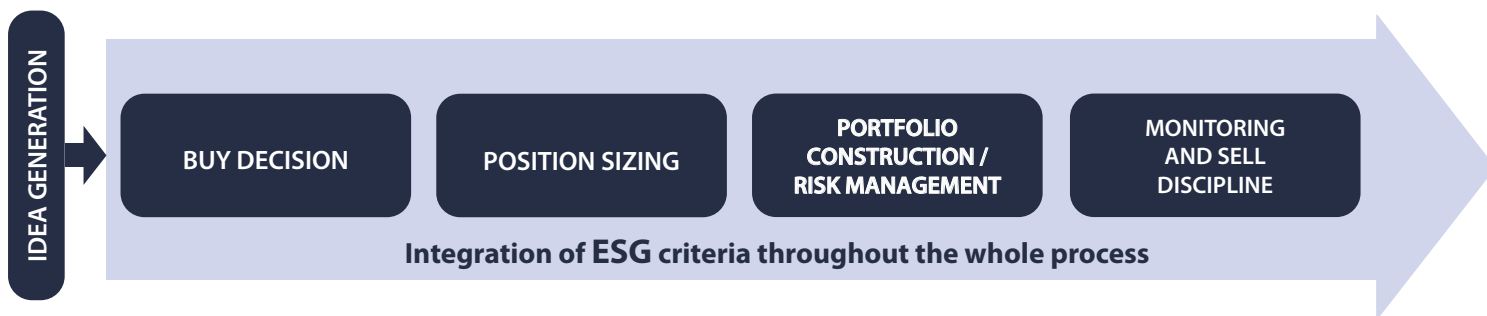 IDEA GENERATION
BUY DECISION
POSITION SIZING
PORTFOLIO
CONSTRUCTION /
RISK MANAGEMENT
MONITORING
AND SELL
DISCIPLINE
Integration of ESG criteria throughout the whole process